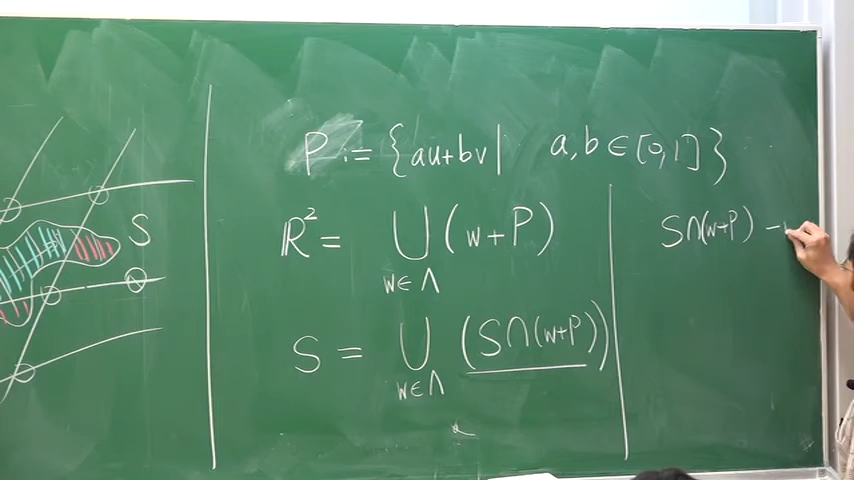 S
P := {au+bv| a,b∈[0,1]}
ℝ² = ⋃ (w+P)
w∈Λ
S = ⋃ (S∩(w+P))
w∈Λ
S∩(w+P) -